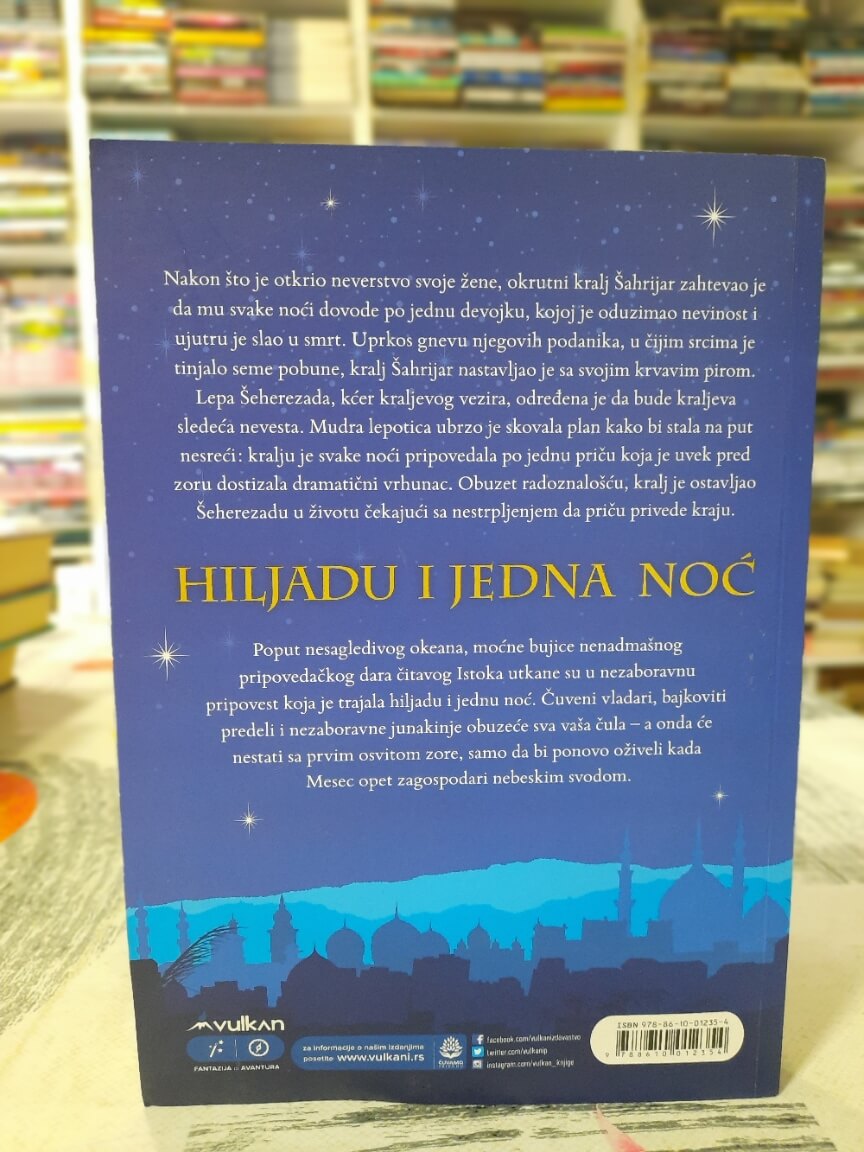 Nakon što je otkrio neverstvo svoje žene, okrutni kralj Šahrijar zahtevao je
da mu svake noći dovode po jednu devojku, kojoj je oduzimao nevinost i
ujutru je slao u smrt. Uprkos gnevu njegovih podanika, u čijim srcima je
tinjalo seme pobune, kralj Šahrijar nastavljao je sa svojim krvavim pirom.
Lepa Šeherezada, kćer kraljevog vezira, određena je da bude kraljeva
sledeća nevesta. Mudra lepotica ubrzo je skovala plan kako bi stala na put
nesreći: kralju je svake noći pripovedala po jednu priču koja je uvek pred
zoru dostizala dramatični vrhunac. Obuzet radoznalošću, kralj je ostavljao
Šeherezadu u životu čekajući sa nestrpljenjem da priču privede kraju.
HILJADU I JEDNA NOĆ
Poput nesagledivog okeana, moćne bujice nenadmašnog
pripovedačkog dara čitavog Istoka utkane su u nezaboravnu
pripovest koja je trajala hiljadu i jednu noć. Čuveni vladari, bajkoviti
predeli i nezaboravne junakinje obuzeće sva vaša čula – a onda će
nestati sa prvim osvitom zore, samo da bi ponovo oživeli kada
Mesec opet zagospodari nebeskim svodom.
vulkan
FANTAZIJA I AVANTURA
za informacije o našim izdanjima
posetite www.vulkani.rs
ČUVAMO
facebook.com/vulkanizdavastvo
twitter.com/vulkanip
instagram.com/vulkan_knjige
ISBN 978-86-10-01235-4
9 788610 012354